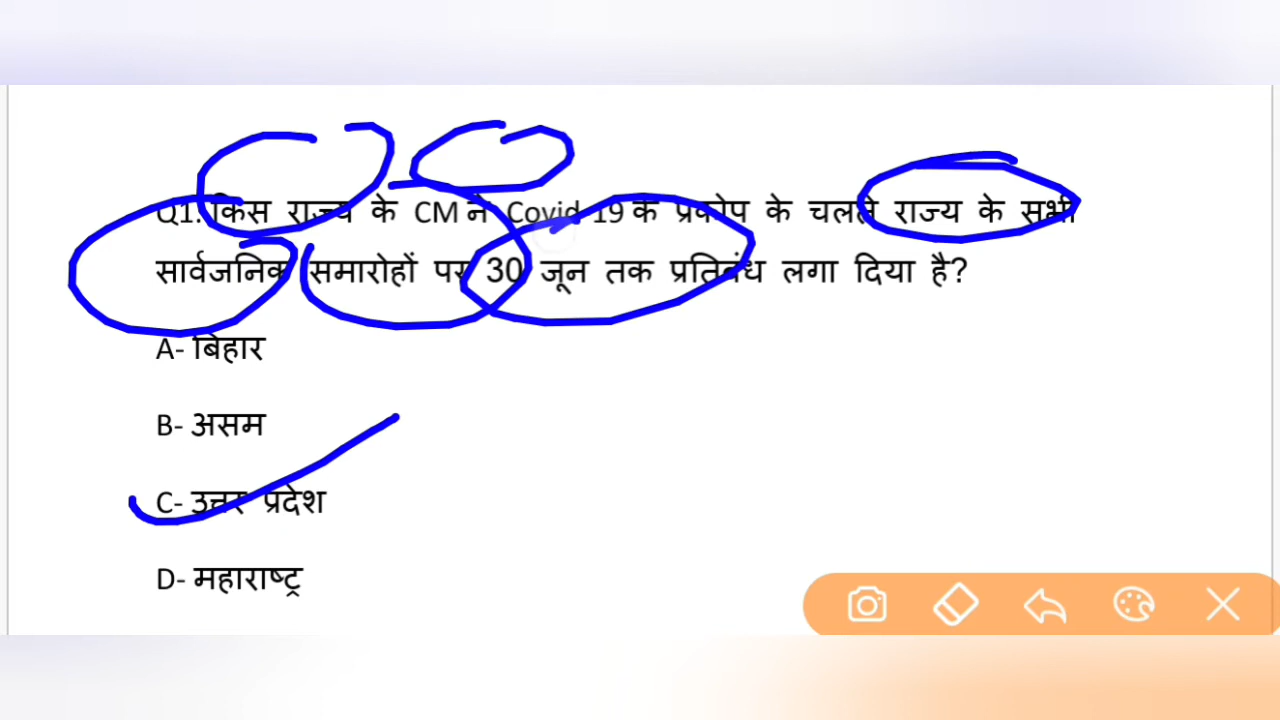 Q1. किस राज्य के CM ने Covid-19 के प्रकोप के चलते राज्य के सभी
सार्वजनिक समारोहों पर 30 जून तक प्रतिबंध लगा दिया है?
A- बिहार
B- असम
C- उत्तर प्रदेश
D- महाराष्ट्र